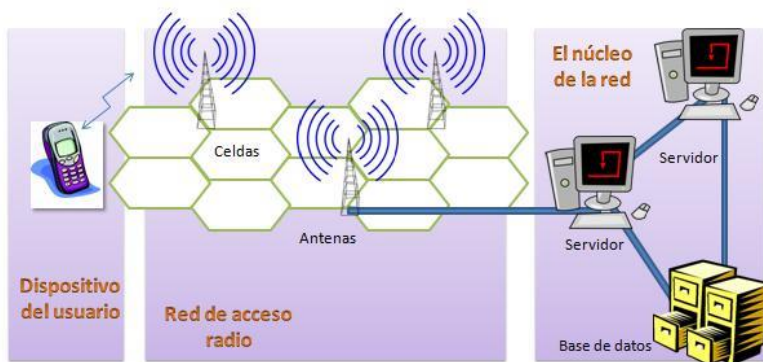 El núcleo
de la red
Celdas
Servidor
Antenas
Servidor
Dispositivo
del usuario
Red de acceso
radio
Base de datos